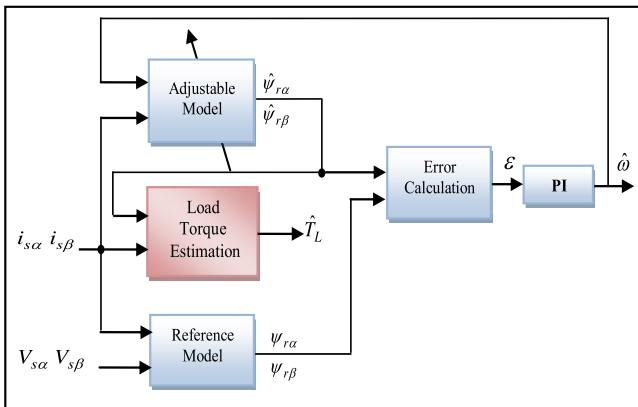 Adjustable
Model
ψ̂rα
ψ̂rβ
Error
Calculation
ε
PI
ω̂
Load
Torque
Estimation
T̂L
isα isβ
Reference
Model
ψrα
ψrβ
Vsα Vsβ